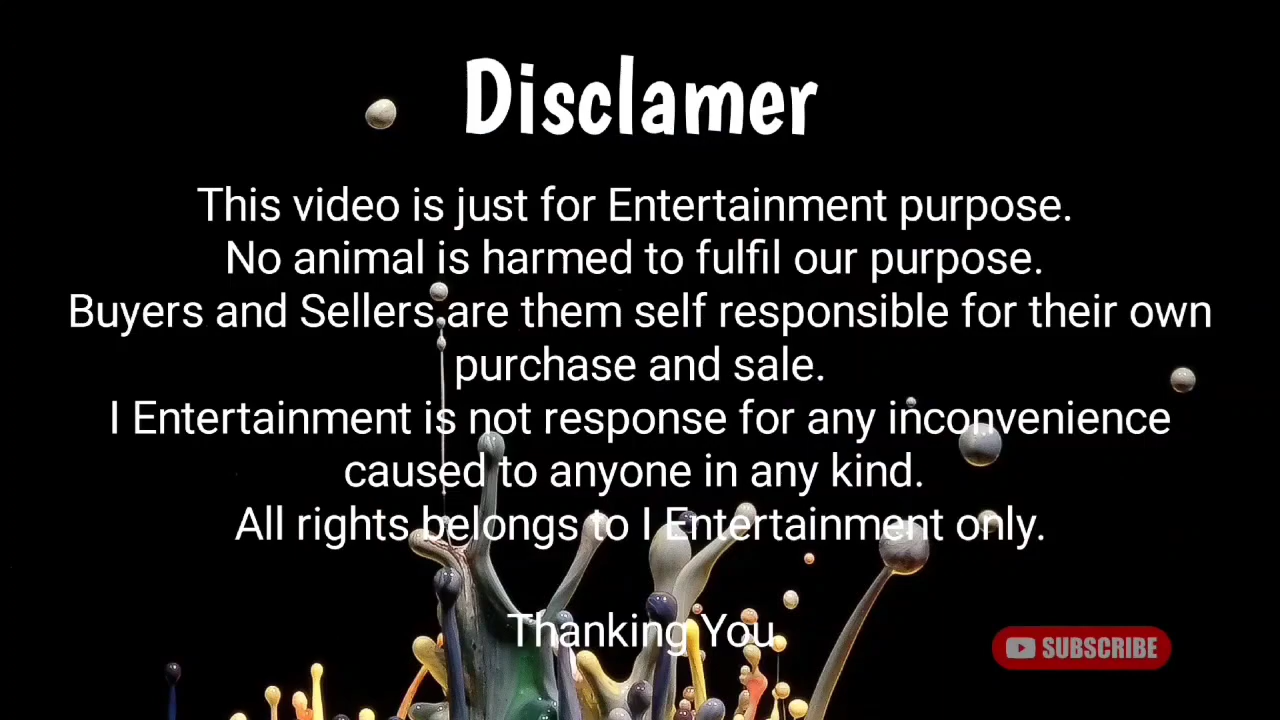 Disclamer
This video is just for Entertainment purpose.
No animal is harmed to fulfil our purpose.
Buyers and Sellers are them self responsible for their own
purchase and sale.
I Entertainment is not response for any inconvenience
caused to anyone in any kind.
All rights belongs to I Entertainment only.
Thanking You
SUBSCRIBE